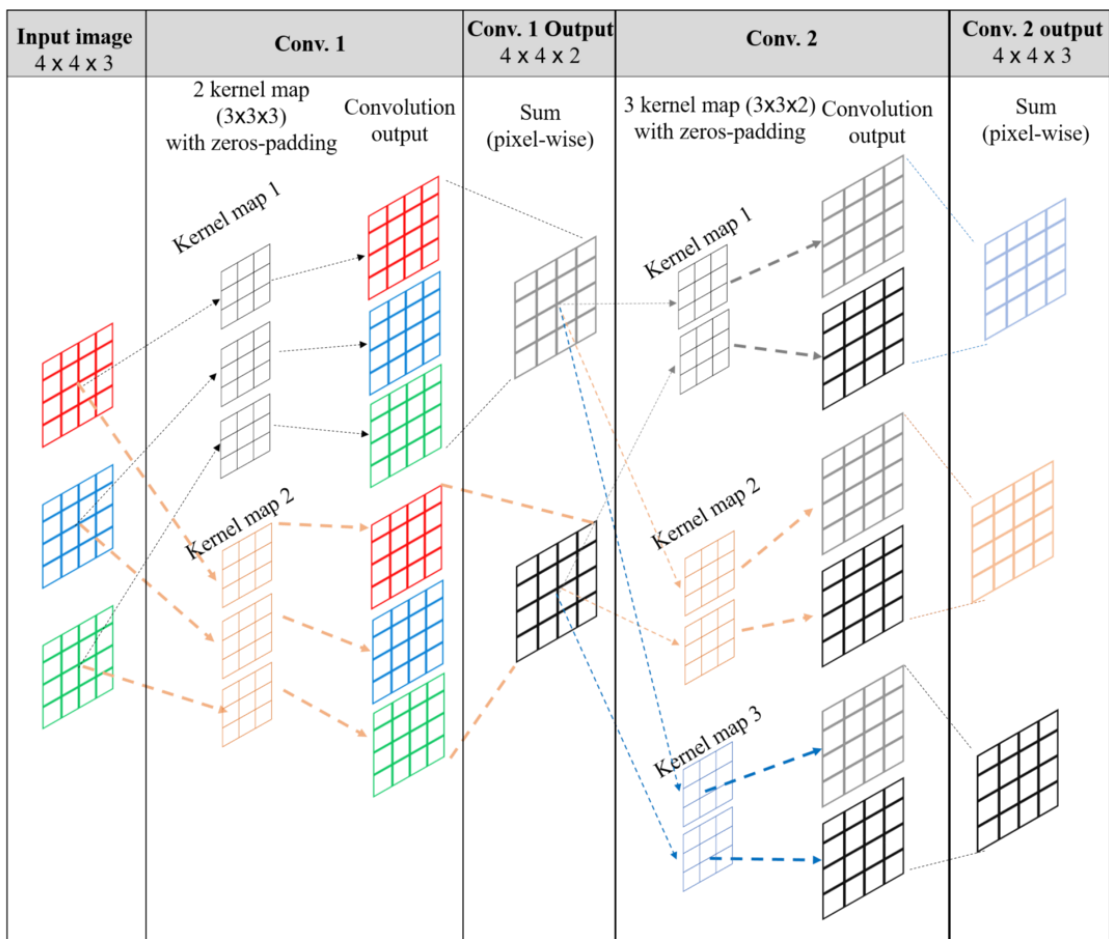 Input image
4 x 4 x 3
Conv. 1
Conv. 1 Output
4 x 4 x 2
Conv. 2
Conv. 2 output
4 x 4 x 3
2 kernel map
(3x3x3)
with zeros-padding
Convolution
output
Sum
(pixel-wise)
3 kernel map (3x3x2)
with zeros-padding
Convolution
output
Sum
(pixel-wise)
Kernel map 1
Kernel map 2
Kernel map 1
Kernel map 2
Kernel map 3